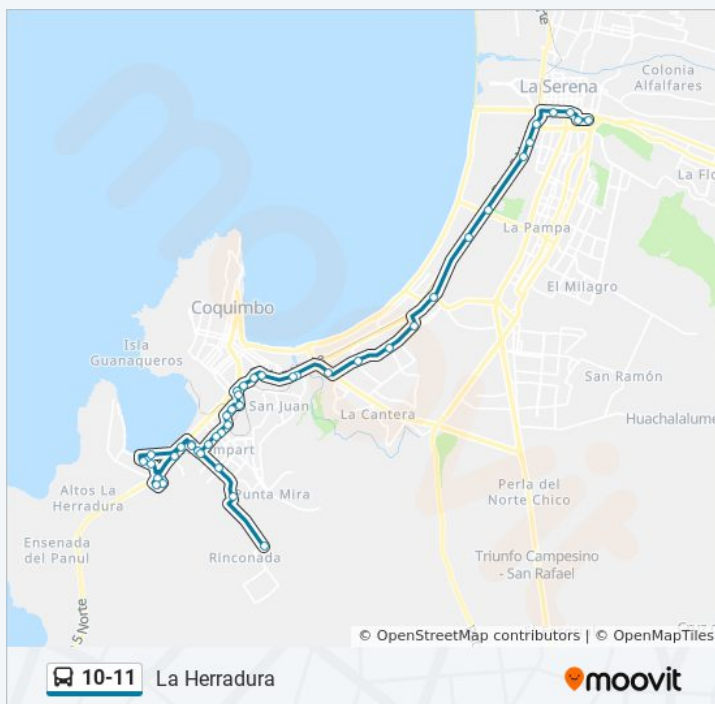 Norte
La Serena
Colonia
Alfalfares
La Flo
La Pampa
El Milagro
Coquimbo
Isla
Guanaqueros
San Ramón
San Juan
La Cantera
Huachalalume
mpart
Altos La
Herradura
Punta Mira
Perla del
Norte Chico
Ensenada
del Panul
Rinconada
Triunfo Campesino
- San Rafael
5 Norte
© OpenStreetMap contributors | © OpenMapTiles
10-11
La Herradura
moovit